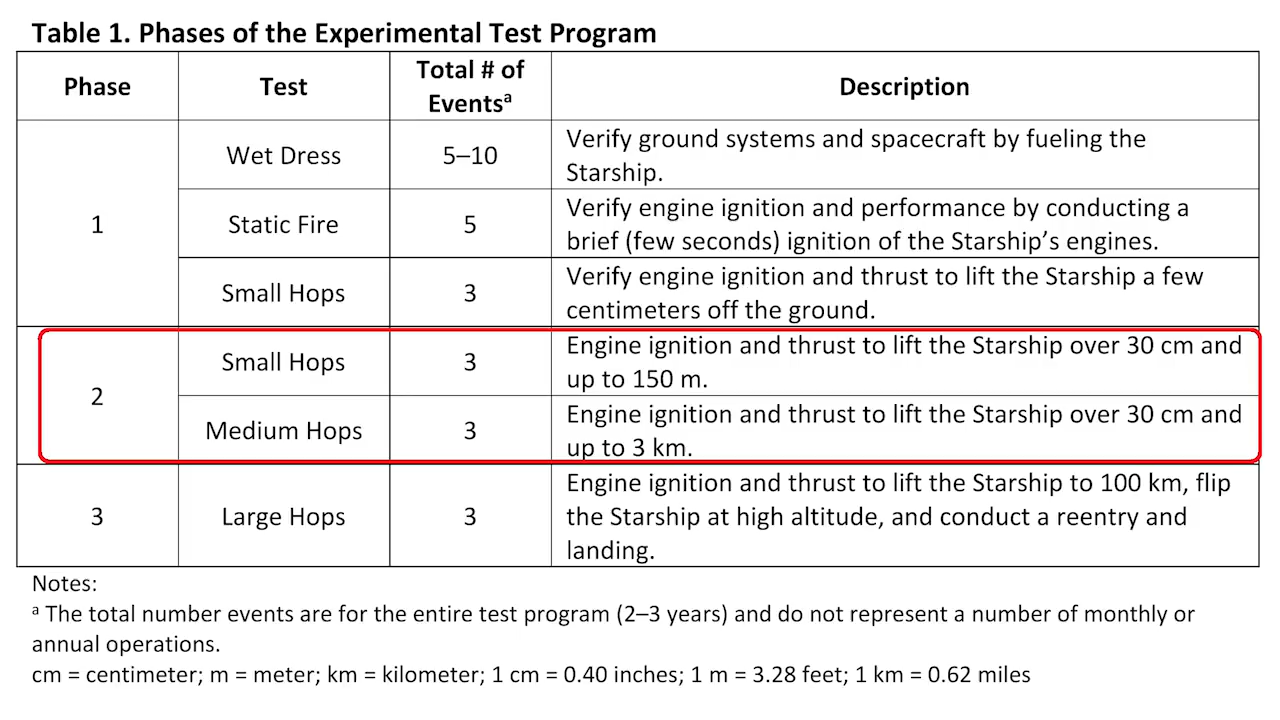 Table 1. Phases of the Experimental Test Program
Phase
Test
Total # of
Eventsª
Description
1
Wet Dress
5–10
Verify ground systems and spacecraft by fueling the
Starship.
Static Fire
5
Verify engine ignition and performance by conducting a
brief (few seconds) ignition of the Starship’s engines.
Small Hops
3
Verify engine ignition and thrust to lift the Starship a few
centimeters off the ground.
2
Small Hops
3
Engine ignition and thrust to lift the Starship over 30 cm and
up to 150 m.
Medium Hops
3
Engine ignition and thrust to lift the Starship over 30 cm and
up to 3 km.
3
Large Hops
3
Engine ignition and thrust to lift the Starship to 100 km, flip
the Starship at high altitude, and conduct a reentry and
landing.
Notes:
ª The total number events are for the entire test program (2–3 years) and do not represent a number of monthly or
annual operations.
cm = centimeter; m = meter; km = kilometer; 1 cm = 0.40 inches; 1 m = 3.28 feet; 1 km = 0.62 miles